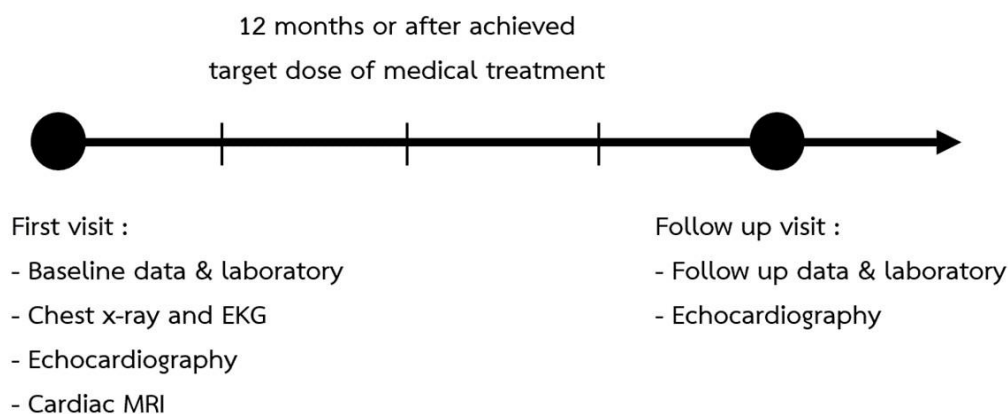 12 months or after achieved
target dose of medical treatment
First visit :
- Baseline data & laboratory
- Chest x-ray and EKG
- Echocardiography
- Cardiac MRI
Follow up visit :
- Follow up data & laboratory
- Echocardiography